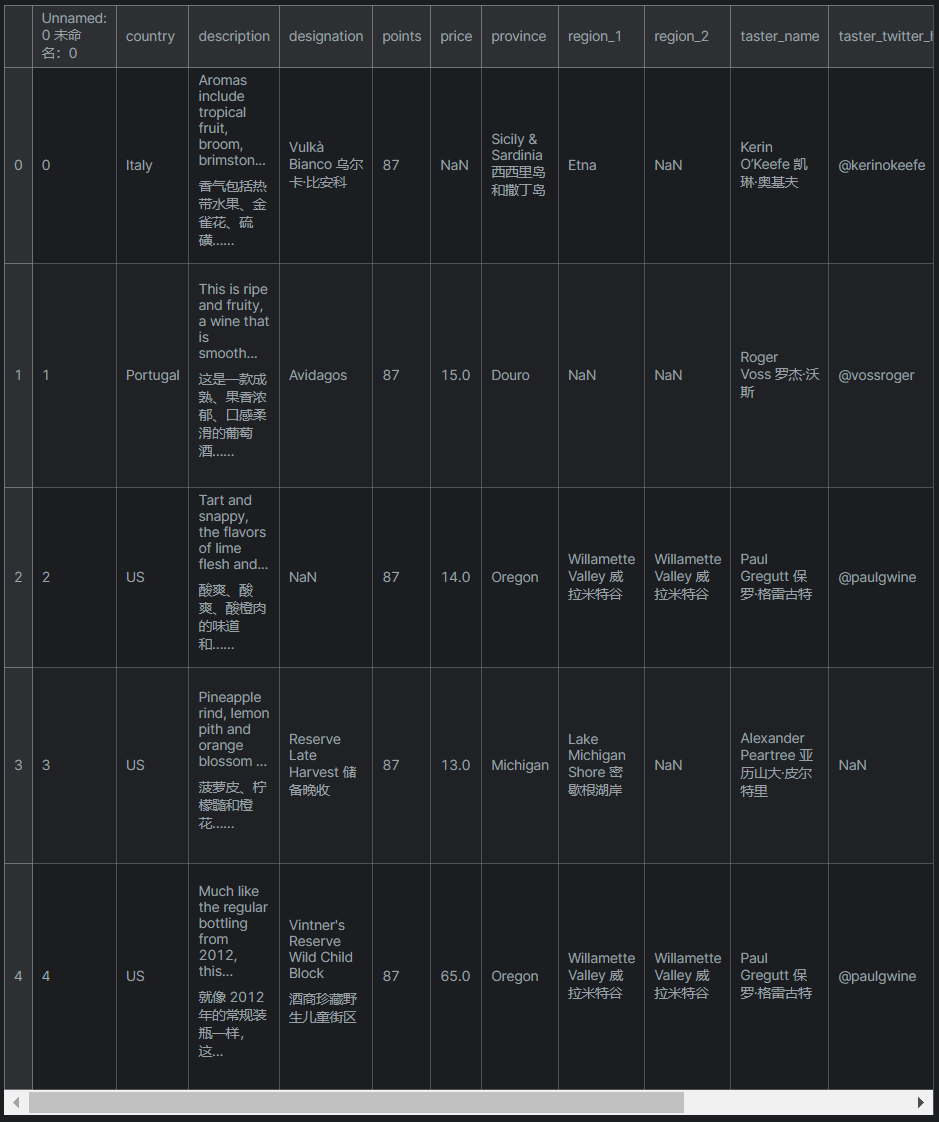 Unnamed:
0 未命
名：0
country
description
designation
points
price
province
region_1
region_2
taster_name
taster_twitter_h
0
0
Italy
Aromas
include
tropical
fruit,
broom,
brimston...
香气包括热
带水果、金
雀花、硫
磺……
Vulkà
Bianco 乌尔
卡·比安科
87
NaN
Sicily &
Sardinia
西西里岛
和撒丁岛
Etna
NaN
Kerin
O’Keefe 凯
琳·奥基夫
@kerinokeefe
1
1
Portugal
This is ripe
and fruity,
a wine that
is
smooth...
这是一款成
熟、果香浓
郁、口感柔
滑的葡萄
酒……
Avidagos
87
15.0
Douro
NaN
NaN
Roger
Voss 罗杰·沃
斯
@vossroger
2
2
US
Tart and
snappy,
the flavors
of lime
flesh and...
酸爽、酸
爽、酸橙肉
的味道
和……
NaN
87
14.0
Oregon
Willamette
Valley 威
拉米特谷
Willamette
Valley 威
拉米特谷
Paul
Gregutt 保
罗·格雷古特
@paulgwine
3
3
US
Pineapple
rind, lemon
pith and
orange
blossom ...
菠萝皮、柠
檬髓和橙
花……
Reserve
Late
Harvest 储
备晚收
87
13.0
Michigan
Lake
Michigan
Shore 密
歇根湖岸
NaN
Alexander
Peartree 亚
历山大·皮尔
特里
NaN
4
4
US
Much like
the regular
bottling
from
2012,
this...
就像 2012
年的常规装
瓶一样，
这...
Vintner's
Reserve
Wild Child
Block
酒商珍藏野
生儿童街区
87
65.0
Oregon
Willamette
Valley 威
拉米特谷
Willamette
Valley 威
拉米特谷
Paul
Gregutt 保
罗·格雷古特
@paulgwine